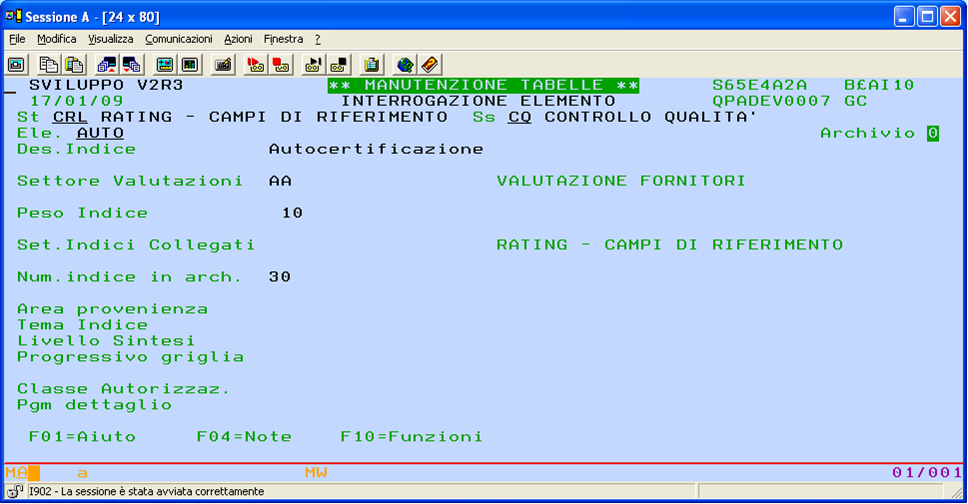 Sessione A - [24 x 80]
File Modifica Visualizza Comunicazioni Azioni Finestra ?
SVILUPPO V2R3 ** MANUTENZIONE TABELLE ** S65E4A2A B£AI10
17/01/09 INTERROGAZIONE ELEMENTO QPADEV0007 GC
St CRL RATING - CAMPI DI RIFERIMENTO Ss CQ CONTROLLO QUALITA'
Ele. AUTO Archivio 0
Des.Indice Autocertificazione
Settore Valutazioni AA VALUTAZIONE FORNITORI
Peso Indice 10
Set.Indici Collegati RATING - CAMPI DI RIFERIMENTO
Num.indice in arch. 30
Area provenienza
Tema Indice
Livello Sintesi
Progressivo griglia
Classe Autorizzaz.
Pgm dettaglio
F01=Aiuto F04=Note F10=Funzioni
MA a MW 01/001
I902 - La sessione è stata avviata correttamente